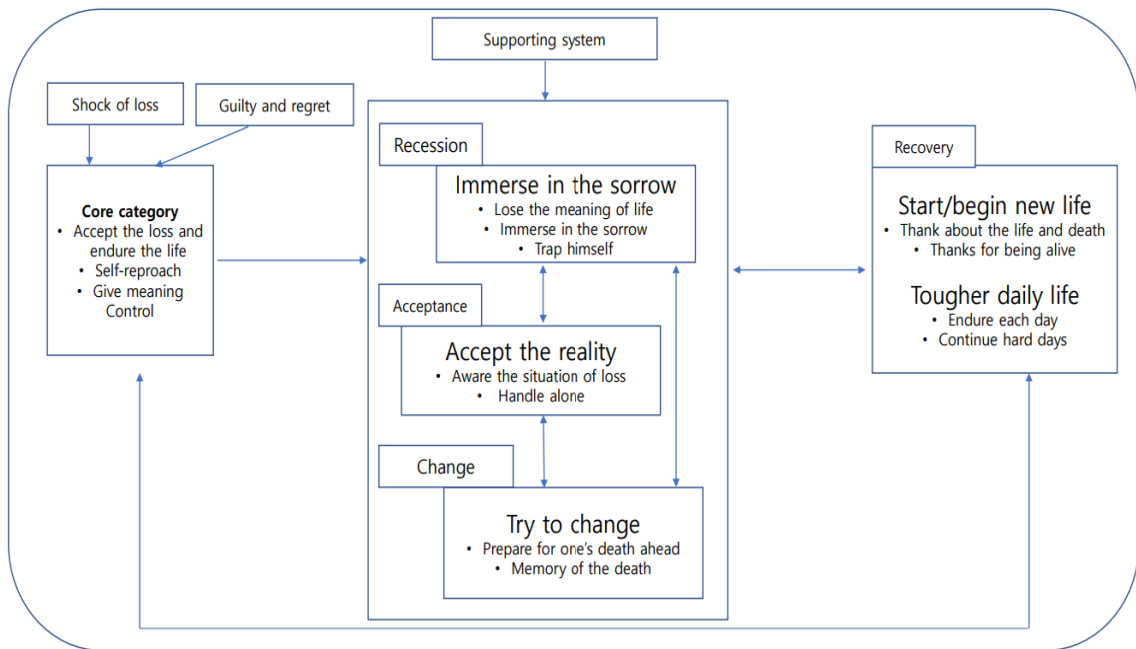 Supporting system
Shock of loss
Guilty and regret
Core category
• Accept the loss and
endure the life
• Self-reproach
• Give meaning
Control
Recession
Immerse in the sorrow
• Lose the meaning of life
• Immerse in the sorrow
• Trap himself
Acceptance
Accept the reality
• Aware the situation of loss
• Handle alone
Change
Try to change
• Prepare for one's death ahead
• Memory of the death
Recovery
Start/begin new life
• Thank about the life and death
• Thanks for being alive
Tougher daily life
• Endure each day
• Continue hard days